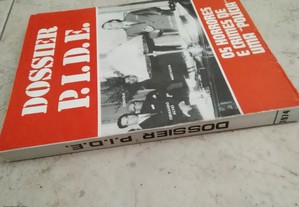 DOSSIER
P.I.D.E.
OS HORRORES
E CRIMES DE
UMA "POLÍCIA"
DOSSIER P.I.D.E.